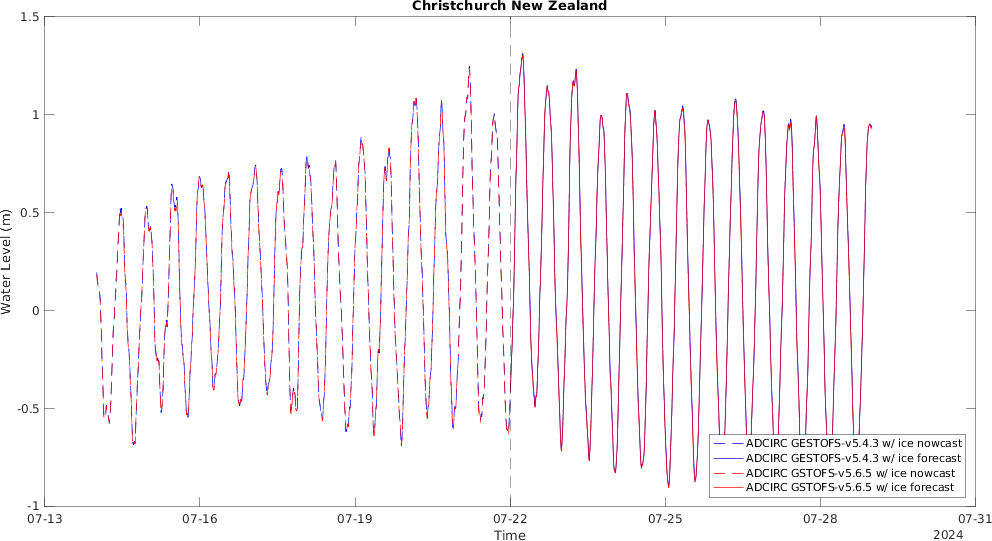 Christchurch New Zealand
1.5
1
0.5
0
-0.5
-1
Water Level (m)
07-13
07-16
07-19
07-22
07-25
07-28
07-31
Time
2024
ADCIRC GESTOFS-v5.4.3 w/ ice nowcast
ADCIRC GESTOFS-v5.4.3 w/ ice forecast
ADCIRC GSTOFS-v5.6.5 w/ ice nowcast
ADCIRC GSTOFS-v5.6.5 w/ ice forecast